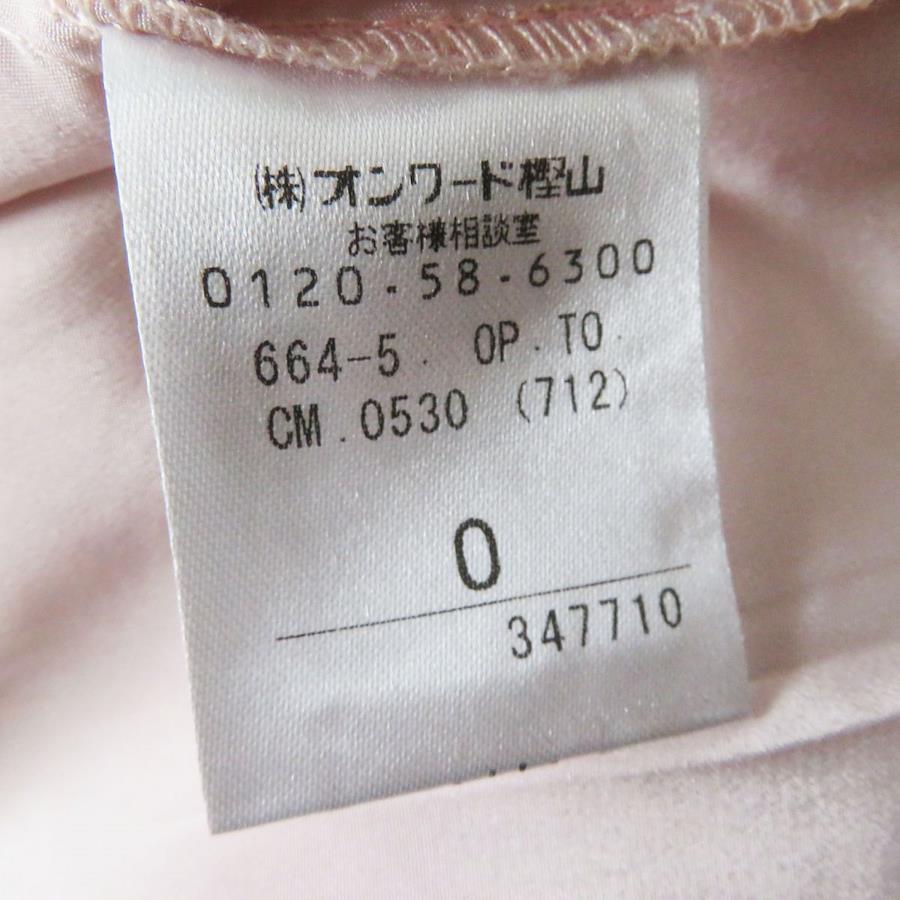 (株)オンワード樫山
お客様相談室
0120-58-6300
664-5. OP.TO.
CM.0530 (712)
0
347710